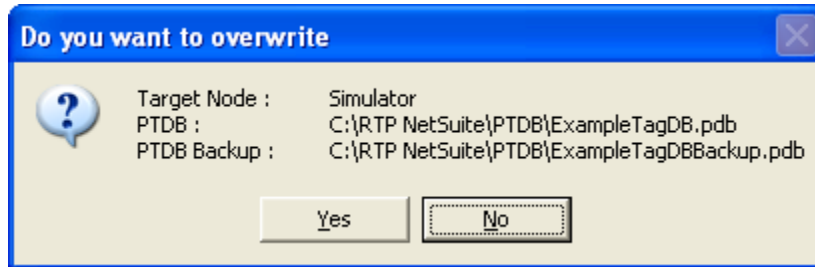 Do you want to overwrite
?
Target Node : Simulator
PTDB : C:\RTP NetSuite\PTDB\ExampleTagDB.pdb
PTDB Backup : C:\RTP NetSuite\PTDB\ExampleTagDBBackup.pdb
Yes No